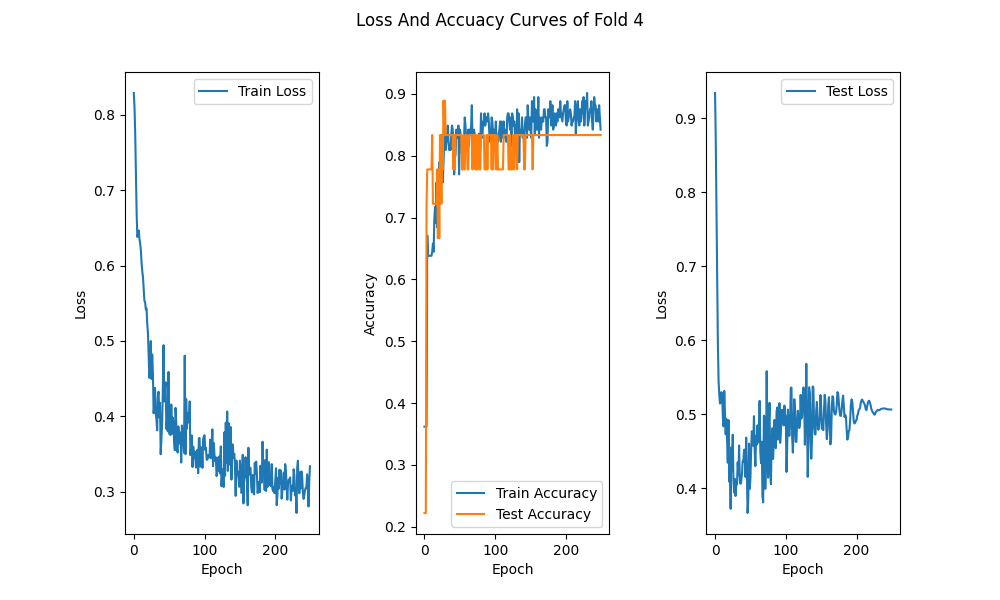 Loss And Accuacy Curves of Fold 4
Train Loss
0.8
0.7
0.6
0.5
0.4
0.3
0
100
200
Loss
Epoch
0.9
0.8
0.7
0.6
0.5
0.4
0.3
0.2
0
100
200
Accuracy
Epoch
Train Accuracy
Test Accuracy
Test Loss
0.9
0.8
0.7
0.6
0.5
0.4
0
100
200
Loss
Epoch